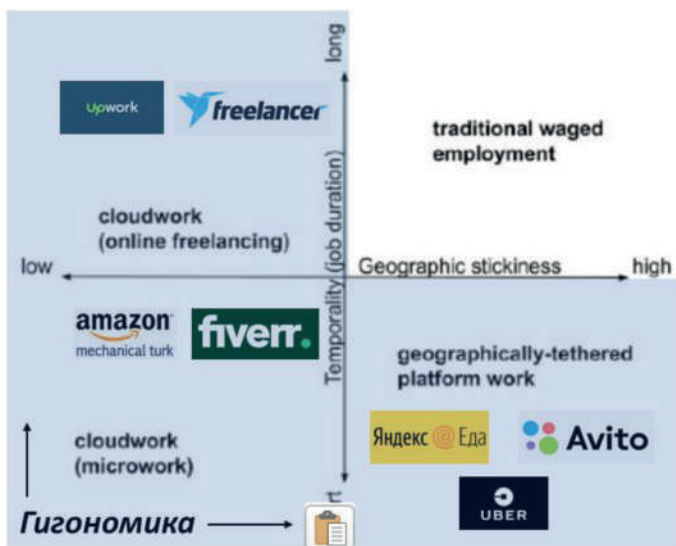 long
Upwork
freelancer
traditional waged
employment
Temporality (job duration)
cloudwork
(online freelancing)
low
Geographic stickiness
high
amazon
mechanical turk
fiverr.
geographically-tethered
platform work
Яндекс Еда
Avito
cloudwork
(microwork)
UBER
Гигономика